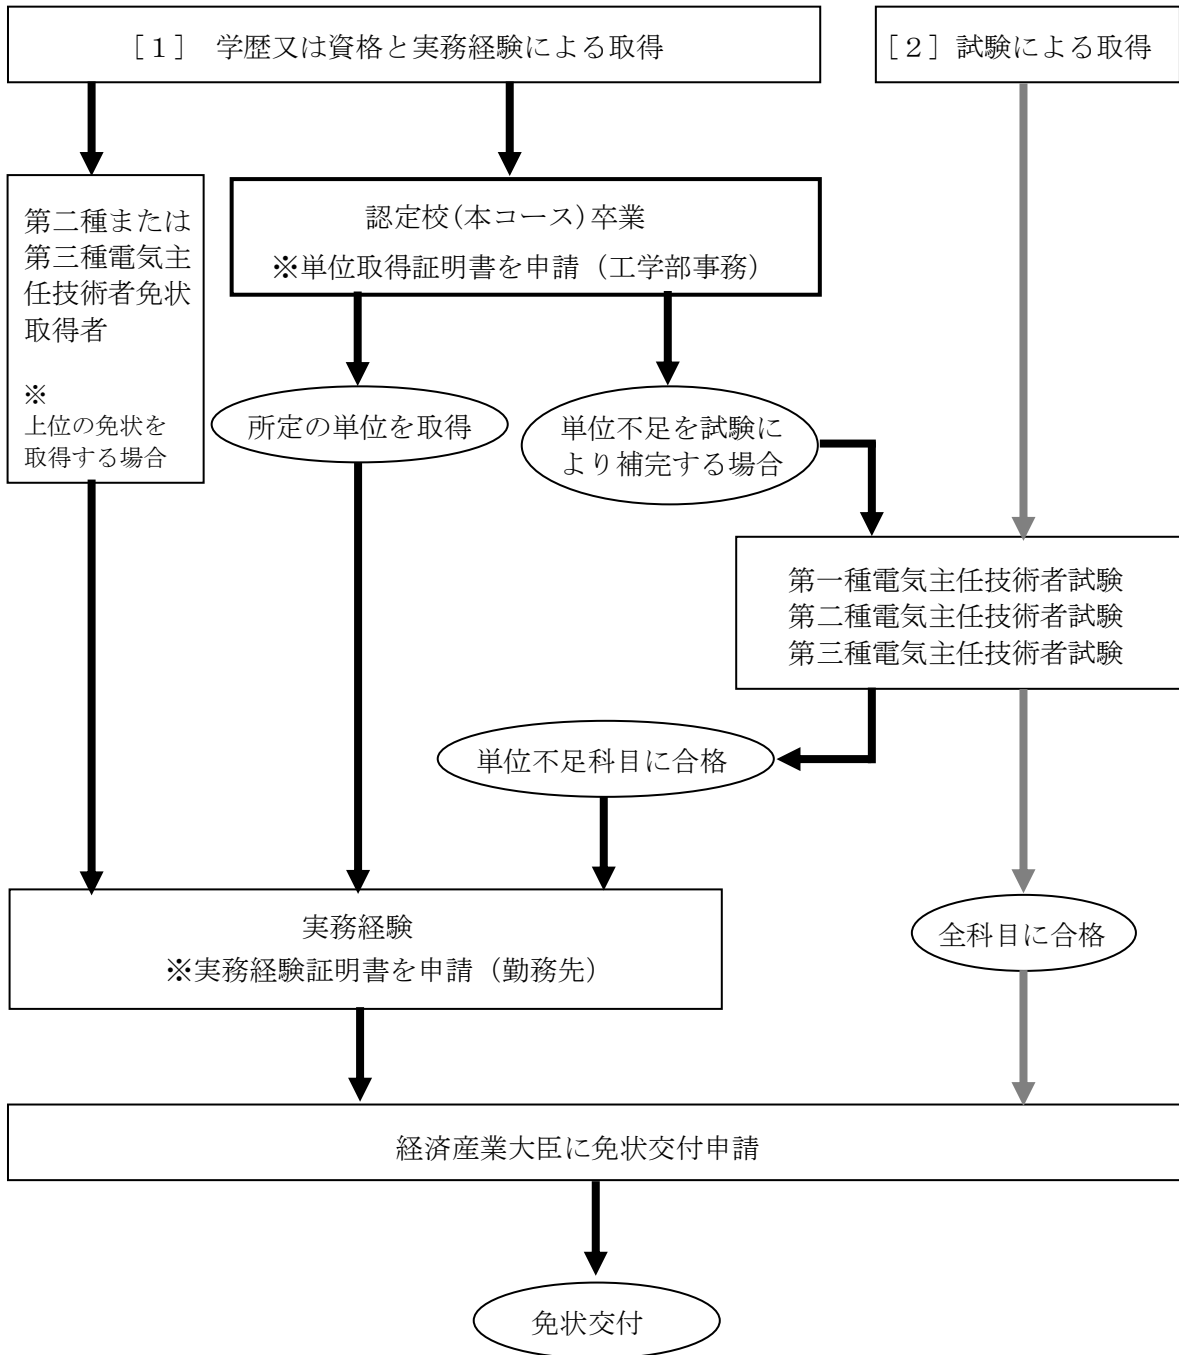 ［１］ 学歴又は資格と実務経験による取得
［２］試験による取得
第二種または
第三種電気主
任技術者免状
取得者
※
上位の免状を
取得する場合
認定校(本コース)卒業
※単位取得証明書を申請（工学部事務）
所定の単位を取得
単位不足を試験に
より補完する場合
第一種電気主任技術者試験
第二種電気主任技術者試験
第三種電気主任技術者試験
単位不足科目に合格
実務経験
※実務経験証明書を申請（勤務先）
全科目に合格
経済産業大臣に免状交付申請
免状交付